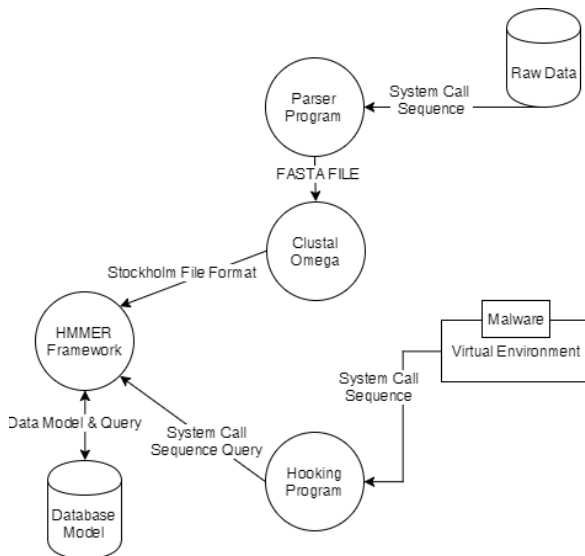 Raw Data
System Call
Sequence
Parser
Program
FASTA FILE
Clustal
Omega
Stockholm File Format
HMMER
Framework
Malware
Virtual Environment
System Call
Sequence
Data Model & Query
System Call
Sequence Query
Hooking
Program
Database
Model